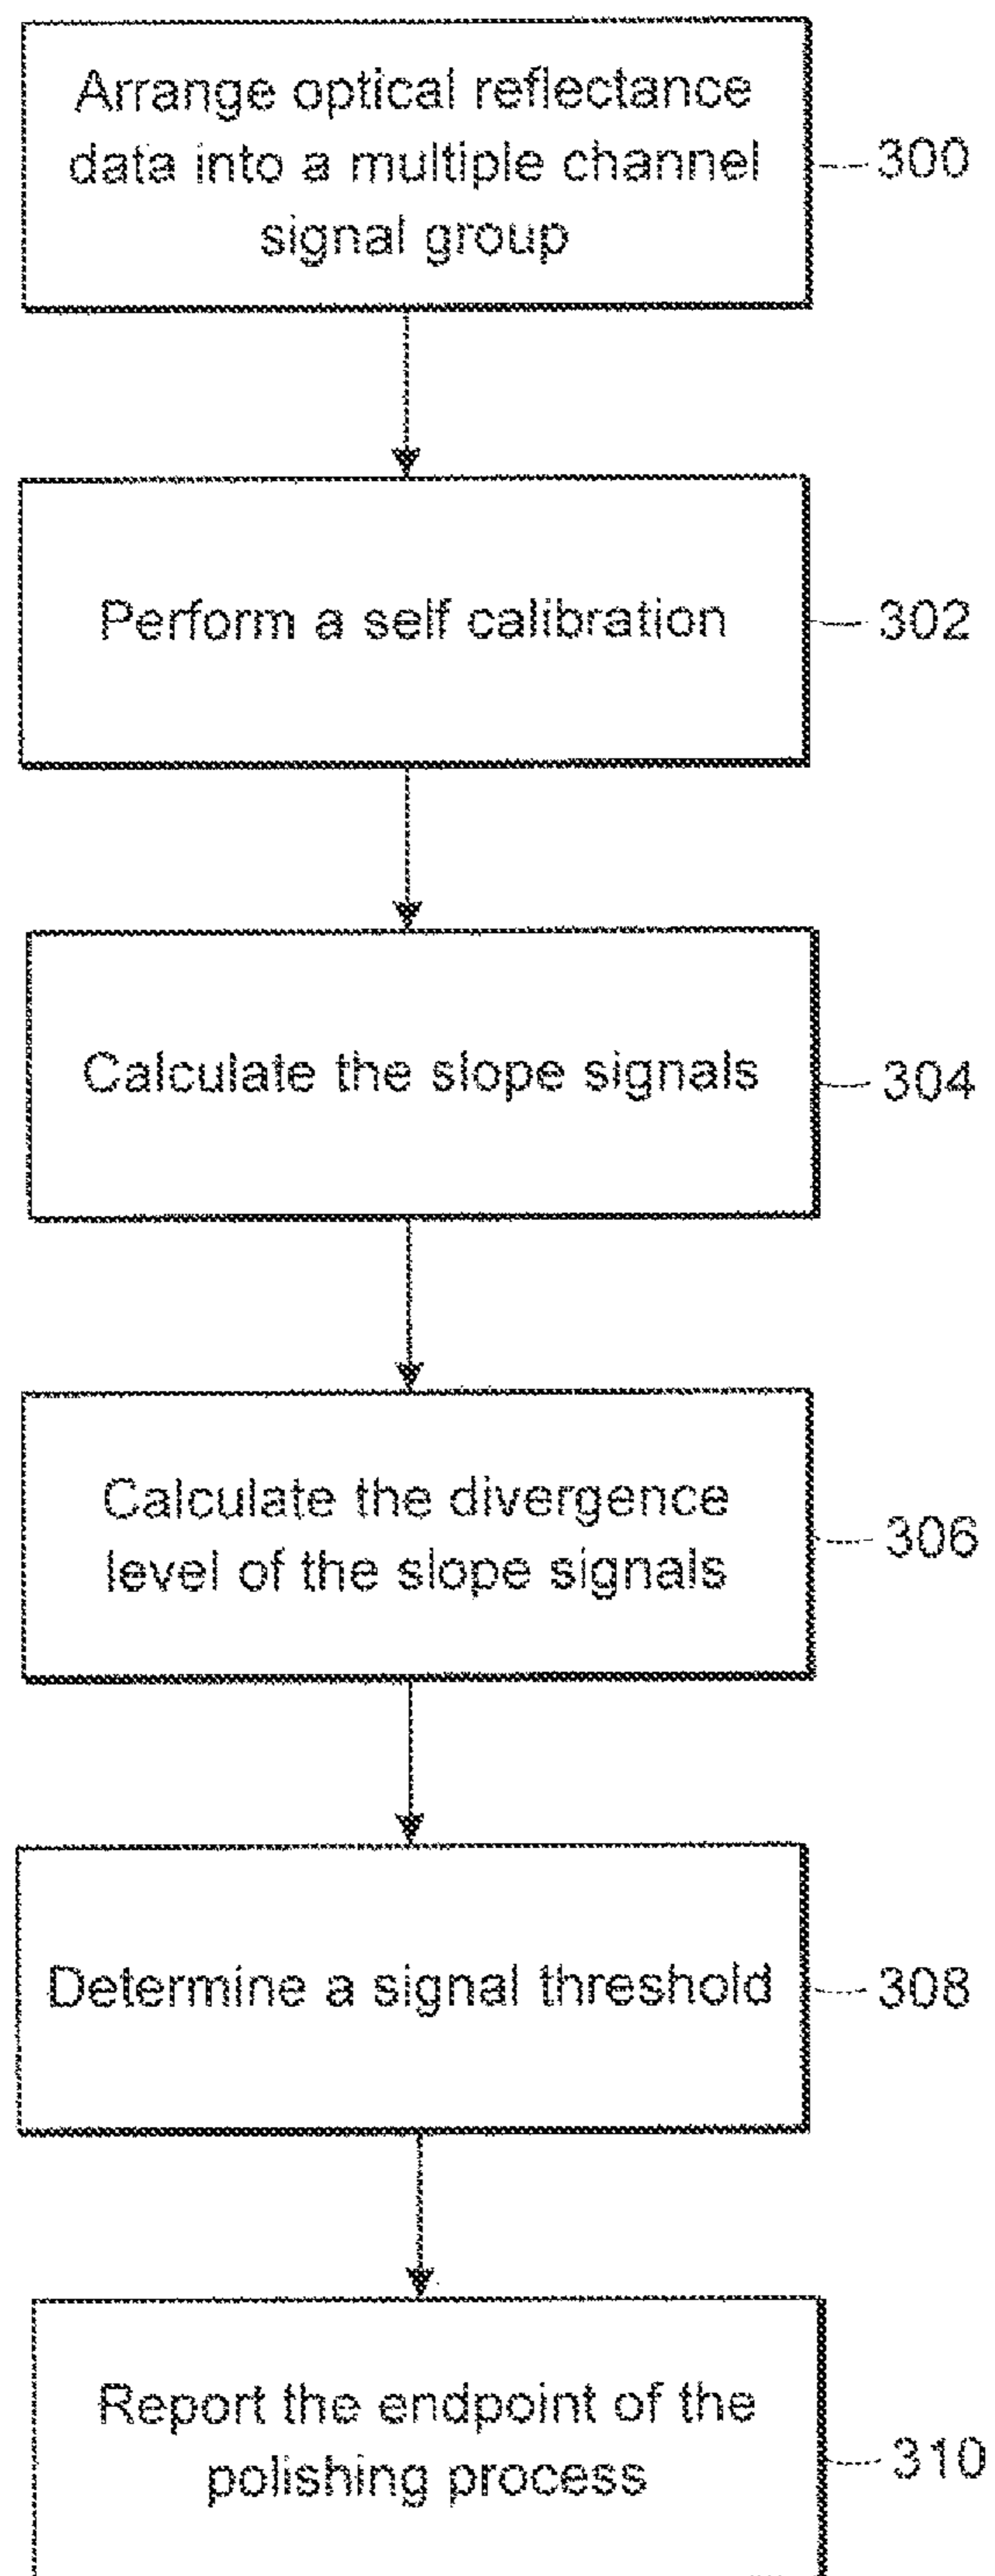 Arrange optical reflectance
data into a multiple channel
signal group
300
Perform a self calibration
302
Calculate the slope signals
304
Calculate the divergence
level of the slope signals
306
Determine a signal threshold
308
Report the endpoint of the
polishing process
310